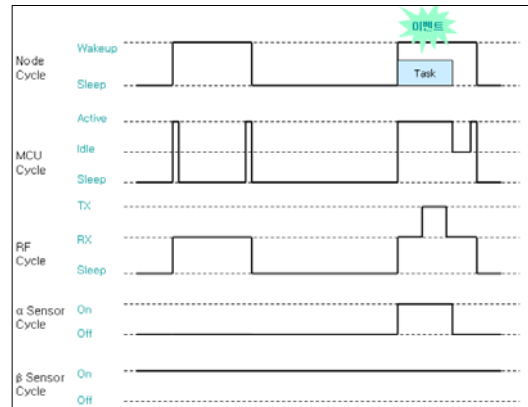 이벤트
Node
Cycle
Wakeup
Sleep
Task
MCU
Cycle
Active
Idle
Sleep
RF
Cycle
TX
RX
Sleep
α Sensor
Cycle
On
Off
β Sensor
Cycle
On
Off